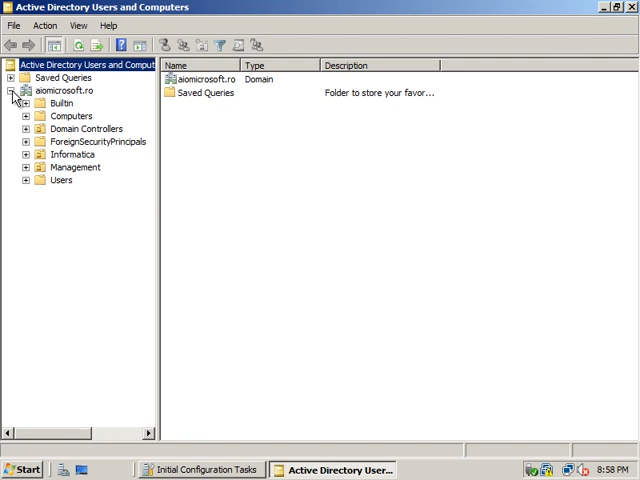 Active Directory Users and Computers
File Action View Help
Active Directory Users and Comput
Saved Queries
aiomicrosoft.ro
Builtin
Computers
Domain Controllers
ForeignSecurityPrincipals
Informatica
Management
Users
Name Type Description
aiomicrosoft.ro Domain
Saved Queries Folder to store your favor...
Start Initial Configuration Tasks Active Directory User... 8:58 PM